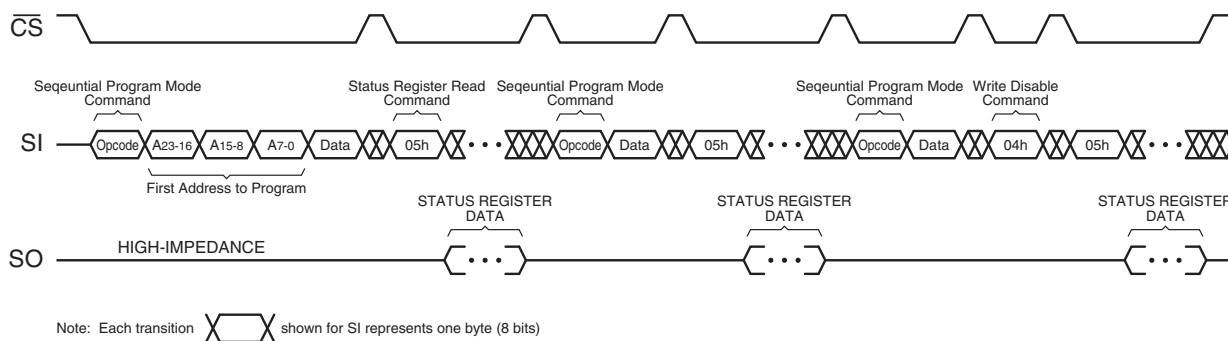 CS
Seqeuntial Program Mode
Command
Status Register Read
Command
Seqeuntial Program Mode
Command
Seqeuntial Program Mode
Command
Write Disable
Command
SI
Opcode A23-16 A15-8 A7-0 Data 05h Opcode Data 05h Opcode Data 04h 05h
First Address to Program
STATUS REGISTER
DATA
STATUS REGISTER
DATA
STATUS REGISTER
DATA
SO
HIGH-IMPEDANCE
Note: Each transition shown for SI represents one byte (8 bits)